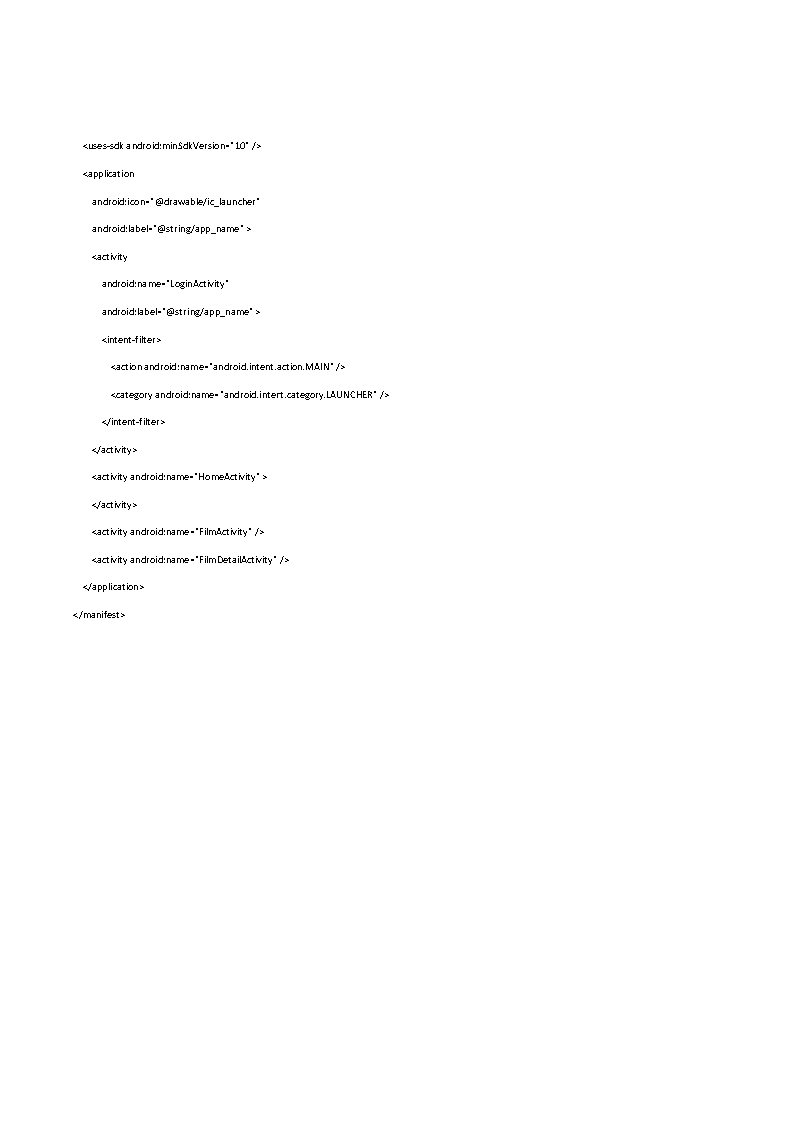 <uses-sdk android:minSdkVersion="10" />
<application
android:icon="@drawable/ic_launcher"
android:label="@string/app_name" >
<activity
android:name="LoginActivity"
android:label="@string/app_name" >
<intent-filter>
<action android:name="android.intent.action.MAIN" />
<category android:name="android.intert.category.LAUNCHER" />
</intent-filter>
</activity>
<activity android:name="HomeActivity" >
</activity>
<activity android:name="FilmActivity" />
<activity android:name="FilmDetailActivity" />
</application>
</manifest>